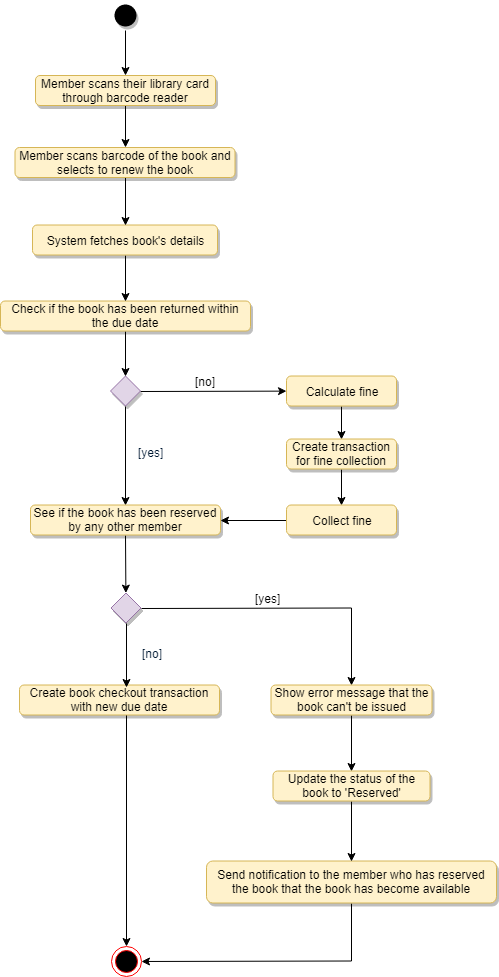 Member scans their library card
through barcode reader
Member scans barcode of the book and
selects to renew the book
System fetches book's details
Check if the book has been returned within
the due date
[no]
Calculate fine
[yes]
Create transaction
for fine collection
See if the book has been reserved
by any other member
Collect fine
[yes]
[no]
Create book checkout transaction
with new due date
Show error message that the
book can't be issued
Update the status of the
book to 'Reserved'
Send notification to the member who has reserved
the book that the book has become available